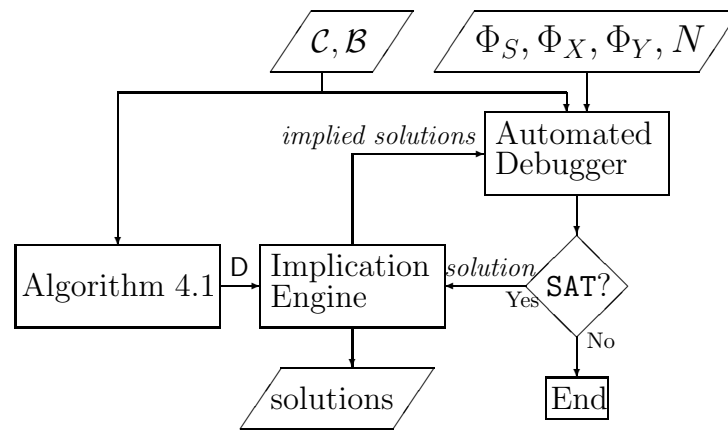 𝒞, ℬ
Φ_S, Φ_X, Φ_Y, N
implied solutions
Automated
Debugger
Algorithm 4.1
D
Implication
Engine
solution
Yes
SAT?
No
solutions
End